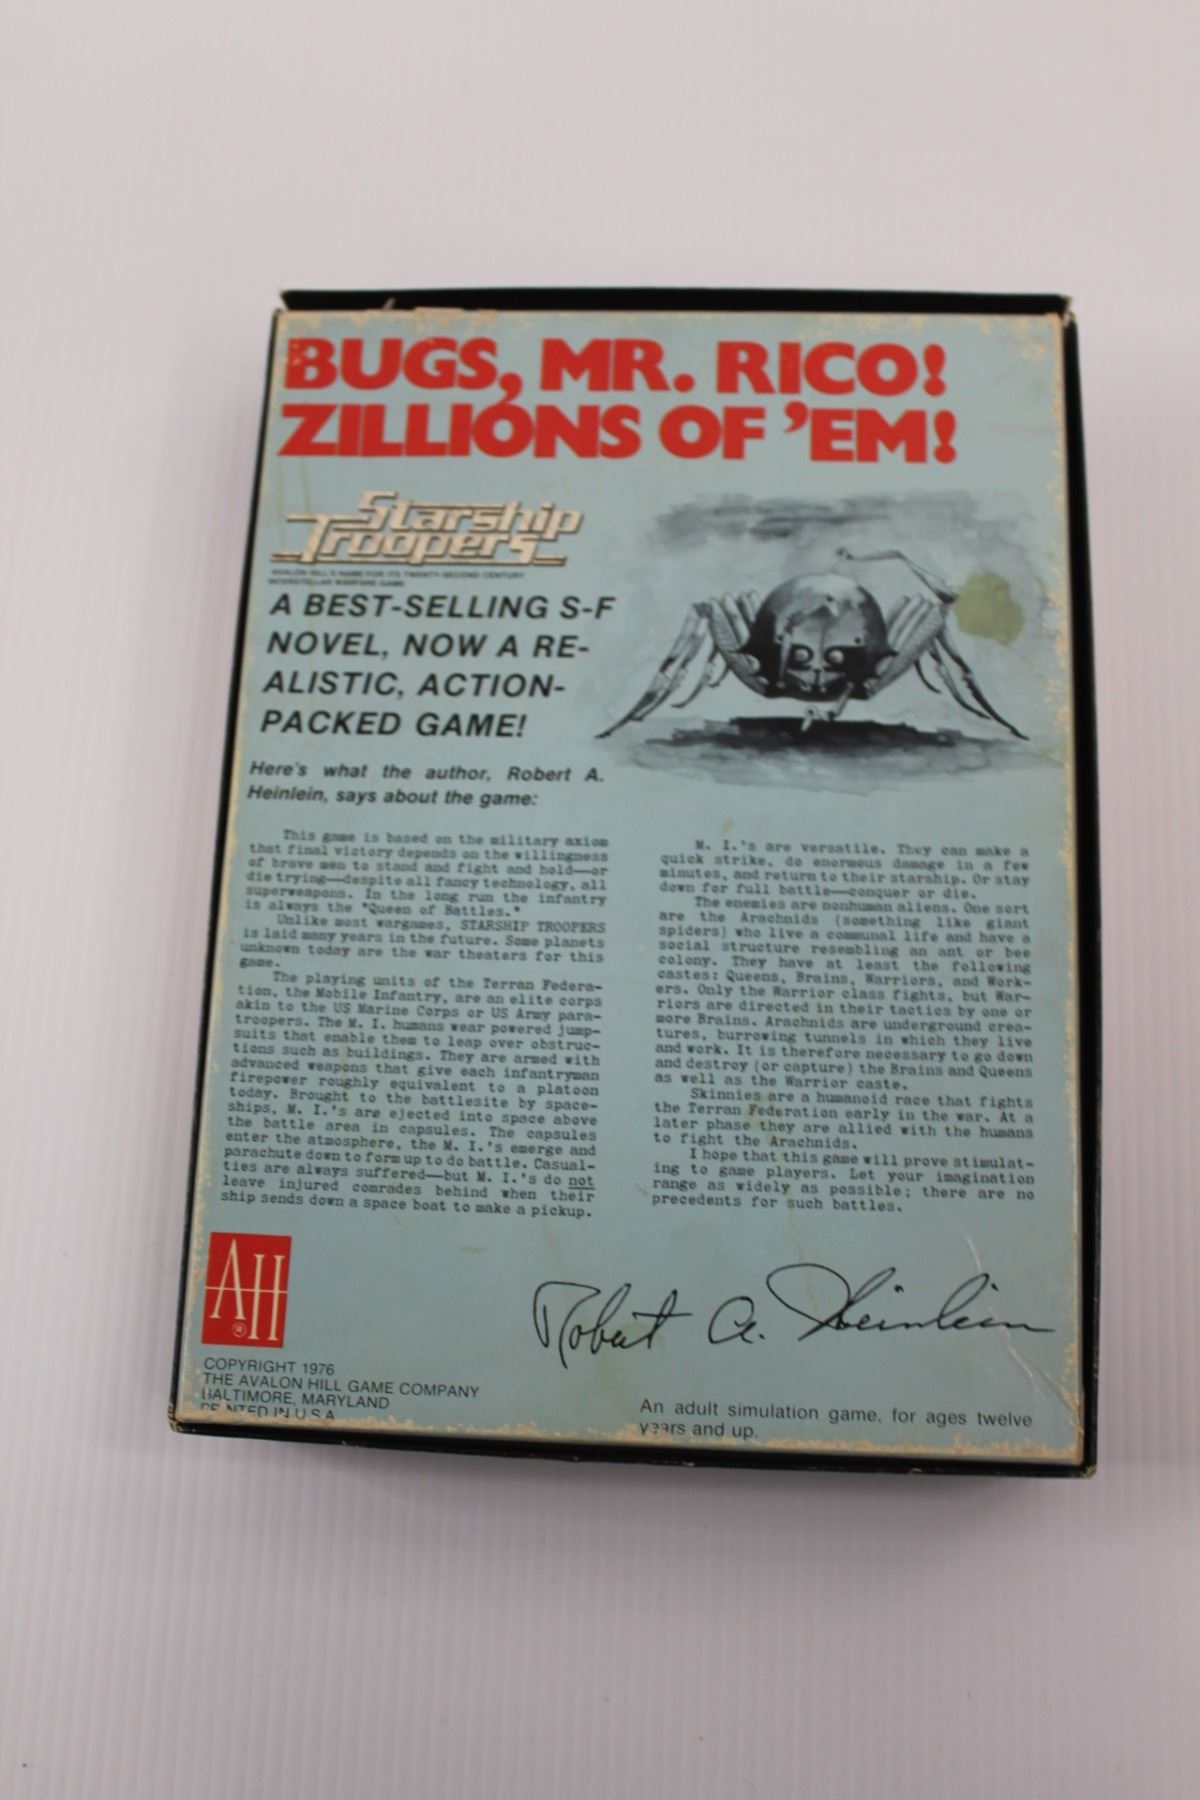 BUGS, MR. RICO!
ZILLIONS OF 'EM!
Starship
Troopers
AVALON HILL'S NAME FOR ITS TWENTY-SECOND CENTURY
INTERSTELLAR WARFARE GAME
A BEST-SELLING S-F
NOVEL, NOW A RE-
ALISTIC, ACTION-
PACKED GAME!
Here's what the author, Robert A.
Heinlein, says about the game:
This game is based on the military axiom
that final victory depends on the willingness
of brave men to stand and fight and hold—or
die trying—despite all fancy technology, all
superweapons. In the long run the infantry
is always the "Queen of Battles."
Unlike most wargames, STARSHIP TROOPERS
is laid many years in the future. Some planets
unknown today are the war theaters for this
game.
The playing units of the Terran Federa-
tion, the Mobile Infantry, are an elite corps
akin to the US Marine Corps or US Army para-
troopers. The M. I. humans wear powered jump-
suits that enable them to leap over obstruc-
tions such as buildings. They are armed with
advanced weapons that give each infantryman
firepower roughly equivalent to a platoon
today. Brought to the battlesite by space-
ships, M. I.'s are ejected into space above
the battle area in capsules. The capsules
enter the atmosphere, the M. I.'s emerge and
parachute down to form up to do battle. Casual-
ties are always suffered—but M. I.'s do not
leave injured comrades behind when their
ship sends down a space boat to make a pickup.
M. I.'s are versatile. They can make a
quick strike, do enormous damage in a few
minutes, and return to their starship. Or stay
down for full battle—conquer or die.
The enemies are nonhuman aliens. One sort
are the Arachnids (something like giant
spiders) who live a communal life and have a
social structure resembling an ant or bee
colony. They have at least the following
castes: Queens, Brains, Warriors, and Work-
ers. Only the Warrior class fights, but War-
riors are directed in their tactics by one or
more Brains. Arachnids are underground crea-
tures, burrowing tunnels in which they live
and work. It is therefore necessary to go down
and destroy (or capture) the Brains and Queens
as well as the Warrior caste.
Skinnies are a humanoid race that fights
the Terran Federation early in the war. At a
later phase they are allied with the humans
to fight the Arachnids.
I hope that this game will prove stimulat-
ing to game players. Let your imagination
range as widely as possible; there are no
precedents for such battles.
Robert A. Heinlein
AH
®
COPYRIGHT 1976
THE AVALON HILL GAME COMPANY
BALTIMORE, MARYLAND
PRINTED IN U.S.A.
An adult simulation game, for ages twelve
years and up.